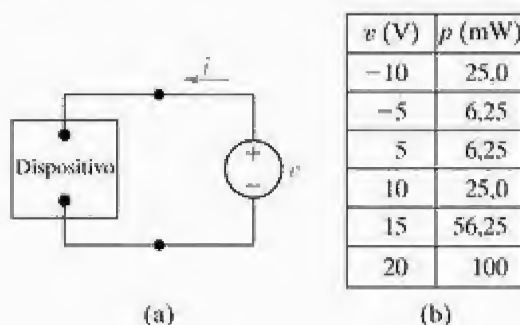 i
Dispositivo
+
−
v
(a)
v (V) p (mW)
−10 25,0
−5 6,25
5 6,25
10 25,0
15 56,25
20 100
(b)